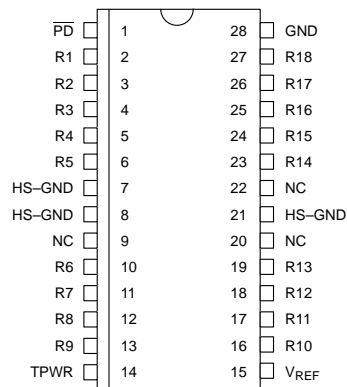 PD 1 28 GND
R1 2 27 R18
R2 3 26 R17
R3 4 25 R16
R4 5 24 R15
R5 6 23 R14
HS–GND 7 22 NC
HS–GND 8 21 HS–GND
NC 9 20 NC
R6 10 19 R13
R7 11 18 R12
R8 12 17 R11
R9 13 16 R10
TPWR 14 15 VREF